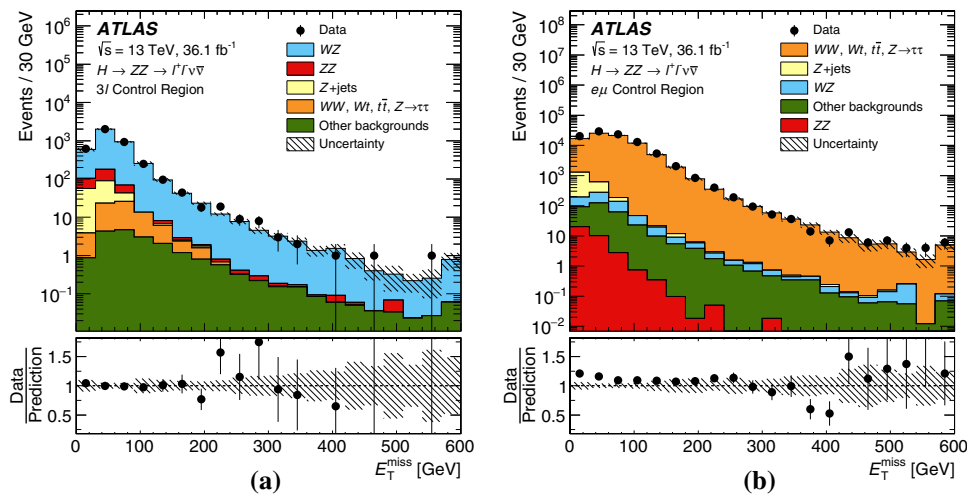 ATLAS
√s = 13 TeV, 36.1 fb⁻¹
H → ZZ → l⁺l⁻νν̄
3l Control Region
Data
WZ
ZZ
Z+jets
WW, Wt, tt̄, Z→ττ
Other backgrounds
Uncertainty
Events / 30 GeV
10⁶
10⁵
10⁴
10³
10²
10
1
10⁻¹
Data
Prediction
1.5
1
0.5
0 100 200 300 400 500 600
E_T^miss [GeV]
(a)
ATLAS
√s = 13 TeV, 36.1 fb⁻¹
H → ZZ → l⁺l⁻νν̄
eμ Control Region
Data
WW, Wt, tt̄, Z→ττ
Z+jets
WZ
Other backgrounds
ZZ
Uncertainty
Events / 30 GeV
10⁸
10⁷
10⁶
10⁵
10⁴
10³
10²
10
1
10⁻¹
10⁻²
Data
Prediction
1.5
1
0.5
0 100 200 300 400 500 600
E_T^miss [GeV]
(b)